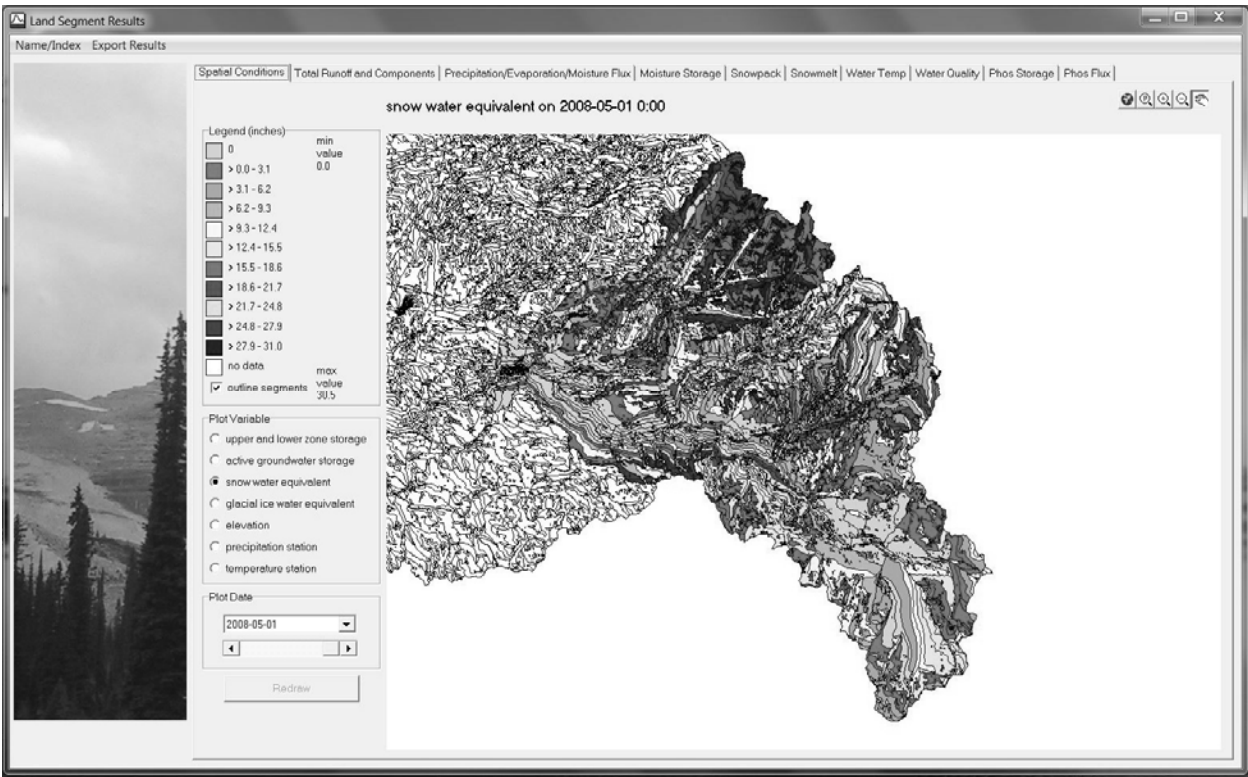 Land Segment Results
Name/Index Export Results
Spatial Conditions Total Runoff and Components Precipitation/Evaporation/Moisture Flux Moisture Storage Snowpack Snowmelt Water Temp Water Quality Phos Storage Phos Flux
snow water equivalent on 2008-05-01 0:00
Legend (inches)
min
value
0.0
0
> 0.0 - 3.1
> 3.1 - 6.2
> 6.2 - 9.3
> 9.3 - 12.4
> 12.4 - 15.5
> 15.5 - 18.6
> 18.6 - 21.7
> 21.7 - 24.8
> 24.8 - 27.9
> 27.9 - 31.0
no data
max
value
30.5
outline segments
Plot Variable
upper and lower zone storage
active groundwater storage
snow water equivalent
glacial ice water equivalent
elevation
precipitation station
temperature station
Plot Date
2008-05-01
Redraw